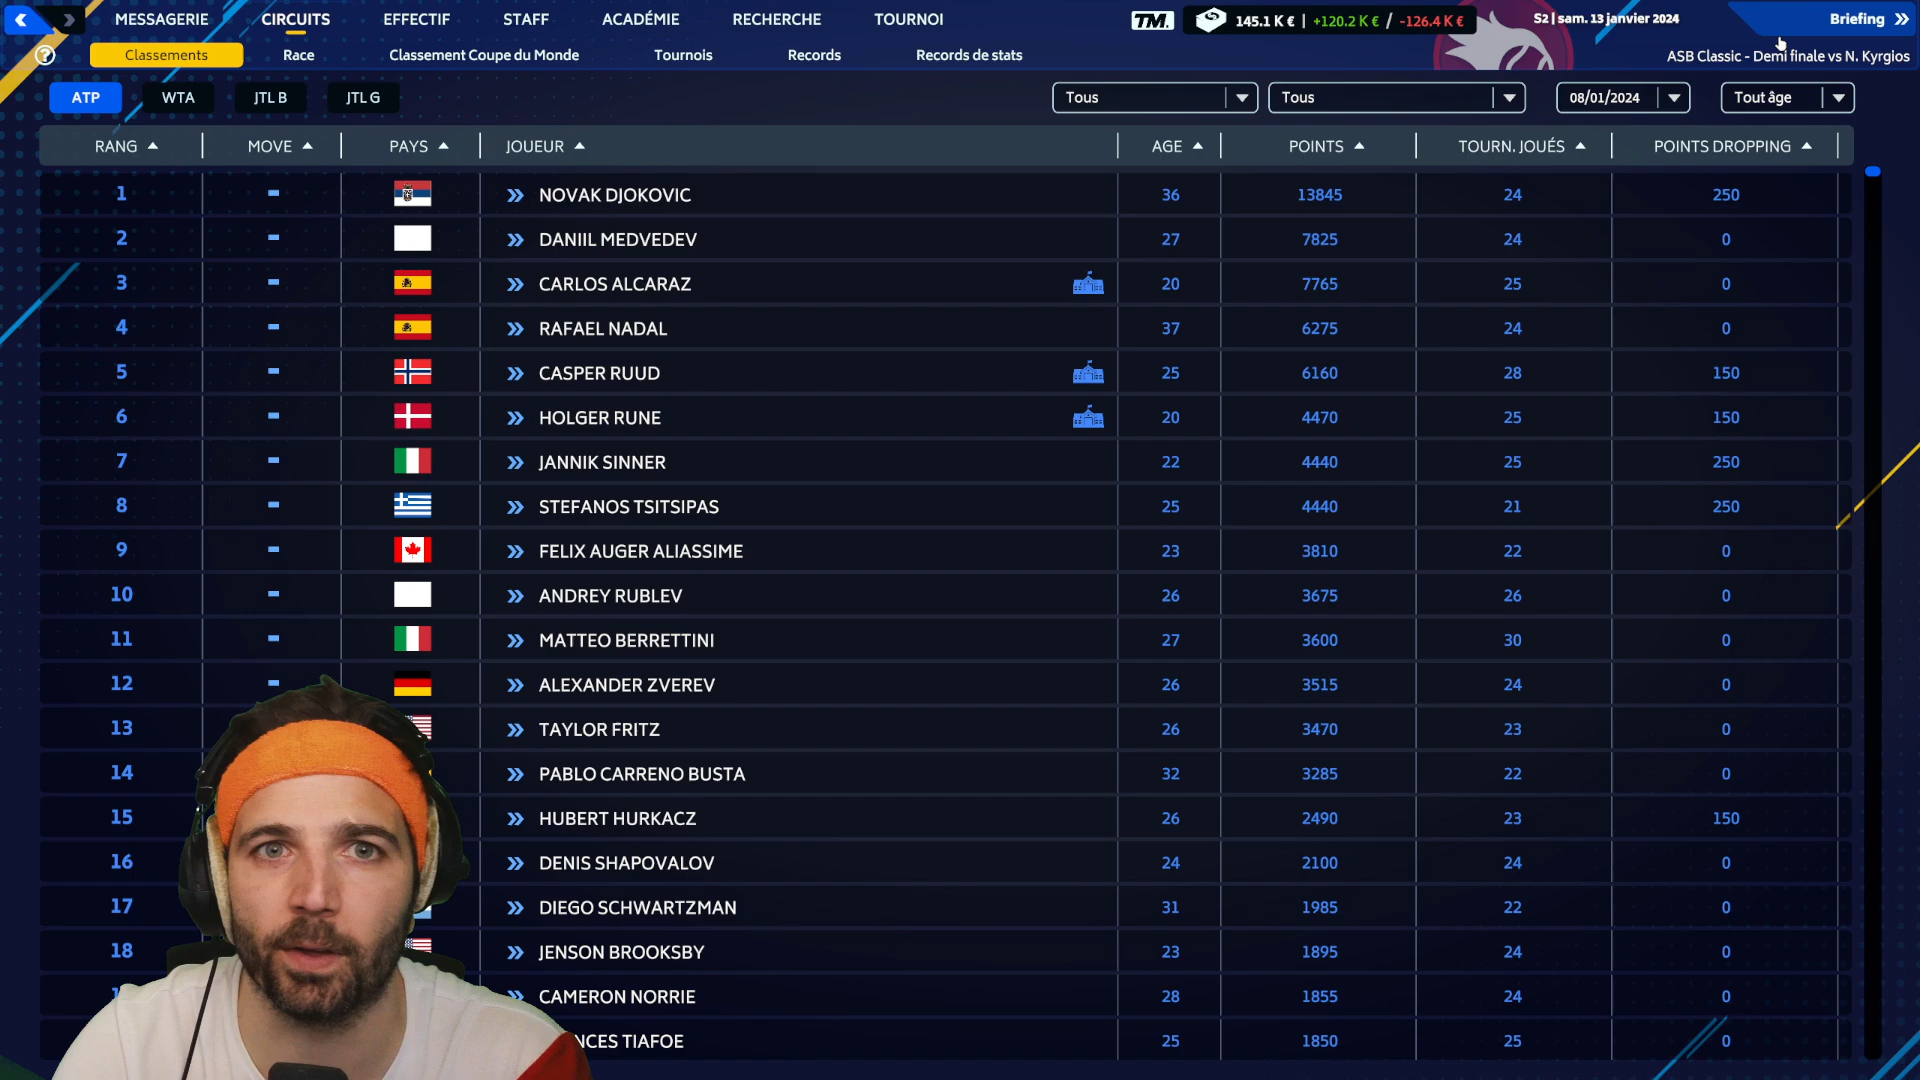 MESSAGERIE CIRCUITS EFFECTIF STAFF ACADÉMIE RECHERCHE TOURNOI TM. 145.1 K € | +120.2 K € / -126.4 K € S2 | sam. 13 janvier 2024 Briefing
Classements Race Classement Coupe du Monde Tournois Records Records de stats ASB Classic - Demi finale vs N. Kyrgios
ATP WTA JTL B JTL G Tous Tous 08/01/2024 Tout âge
RANG MOVE PAYS JOUEUR AGE POINTS TOURN. JOUÉS POINTS DROPPING
1 - NOVAK DJOKOVIC 36 13845 24 250
2 - DANIIL MEDVEDEV 27 7825 24 0
3 - CARLOS ALCARAZ 20 7765 25 0
4 - RAFAEL NADAL 37 6275 24 0
5 - CASPER RUUD 25 6160 28 150
6 - HOLGER RUNE 20 4470 25 150
7 - JANNIK SINNER 22 4440 25 250
8 - STEFANOS TSITSIPAS 25 4440 21 250
9 - FELIX AUGER ALIASSIME 23 3810 22 0
10 - ANDREY RUBLEV 26 3675 26 0
11 - MATTEO BERRETTINI 27 3600 30 0
12 - ALEXANDER ZVEREV 26 3515 24 0
13 TAYLOR FRITZ 26 3470 23 0
14 PABLO CARRENO BUSTA 32 3285 22 0
15 HUBERT HURKACZ 26 2490 23 150
16 DENIS SHAPOVALOV 24 2100 24 0
17 DIEGO SCHWARTZMAN 31 1985 22 0
18 JENSON BROOKSBY 23 1895 24 0
CAMERON NORRIE 28 1855 24 0
TIAFOE 25 1850 25 0